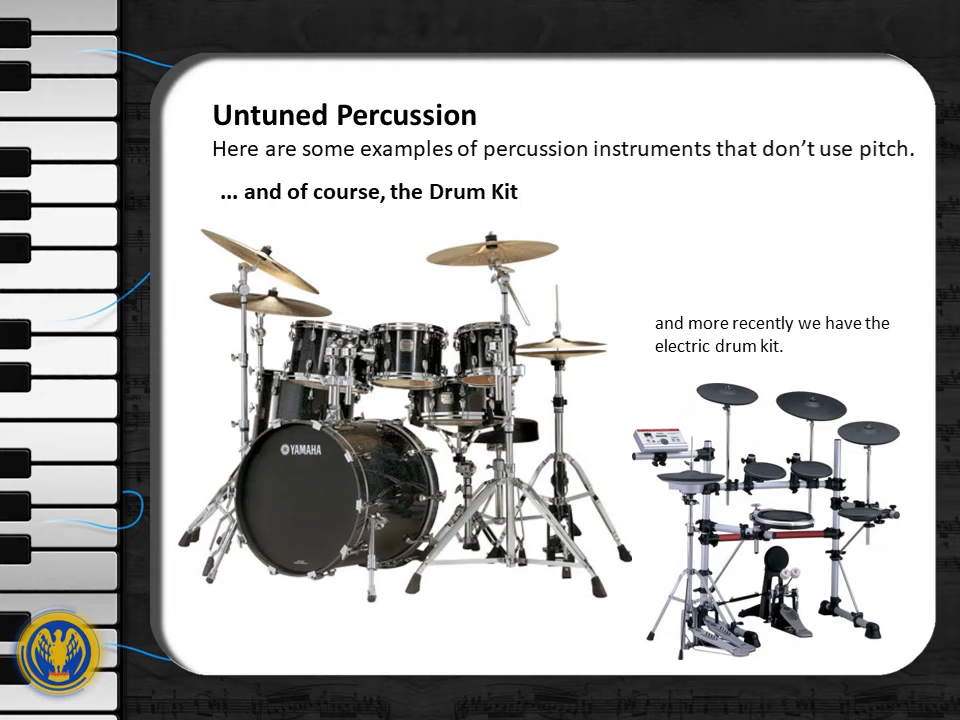 Untuned Percussion
Here are some examples of percussion instruments that don’t use pitch.
... and of course, the Drum Kit
and more recently we have the
electric drum kit.
YAMAHA